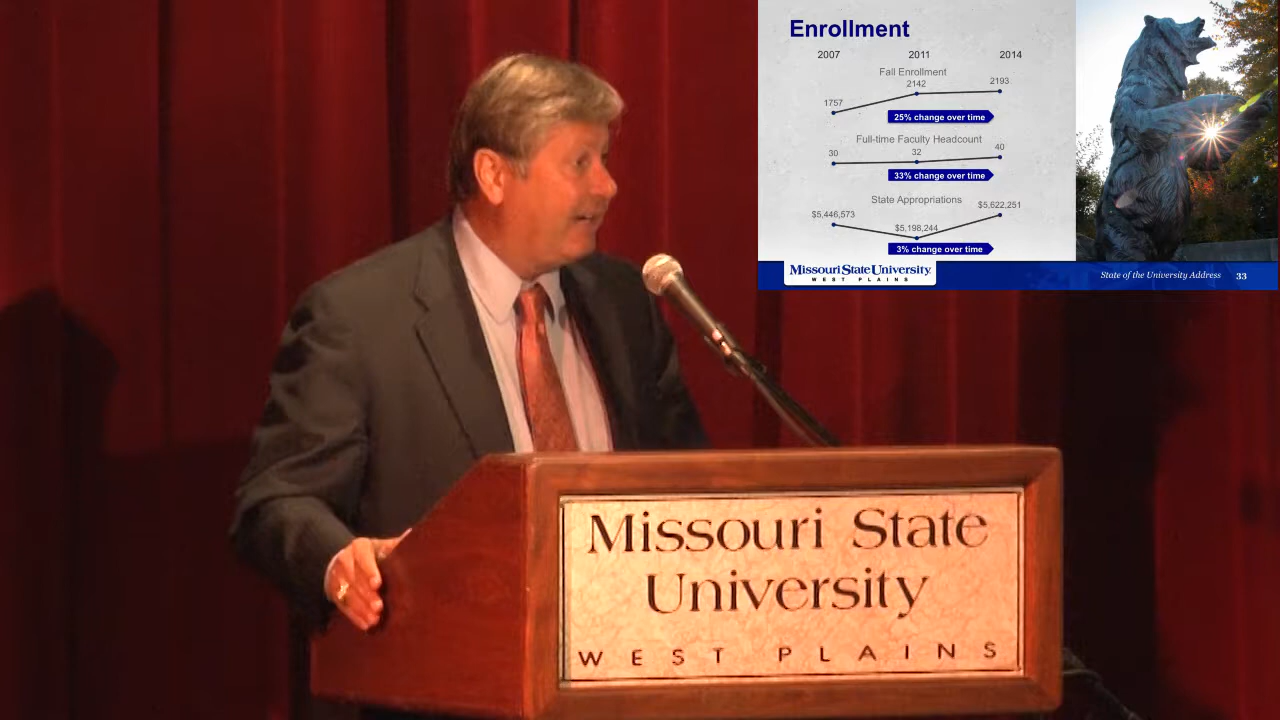 Enrollment
2007 2011 2014
Fall Enrollment
1757 2142 2193
25% change over time
Full-time Faculty Headcount
30 32 40
33% change over time
State Appropriations
$5,446,573 $5,198,244 $5,622,251
3% change over time
Missouri State University
WEST PLAINS
State of the University Address 33
Missouri State
University
WEST PLAINS